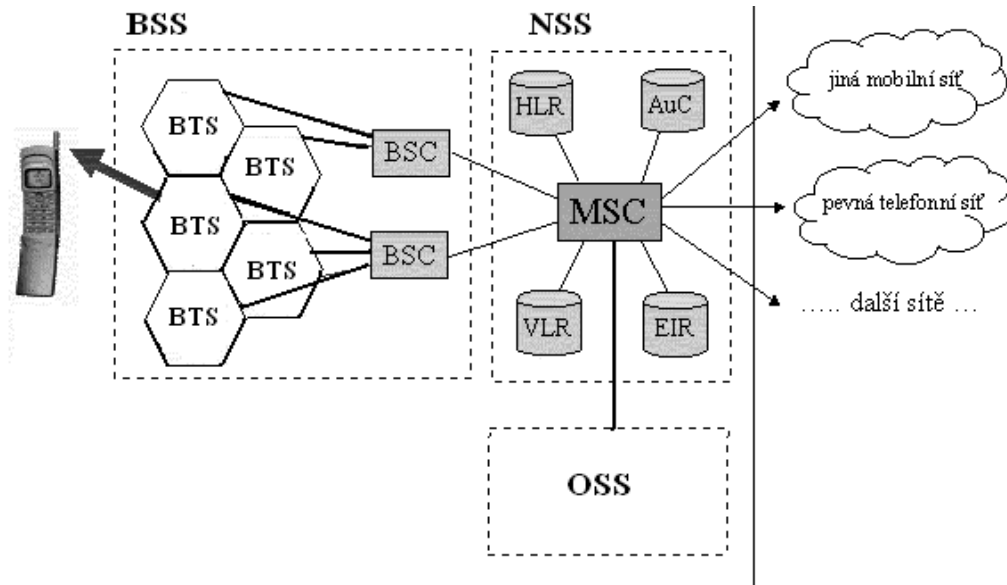 BSS
NSS
BTS
BTS
BTS
BTS
BTS
BSC
BSC
HLR
AuC
MSC
VLR
EIR
OSS
jiná mobilní síť
pevná telefonní síť
..... další sítě ...